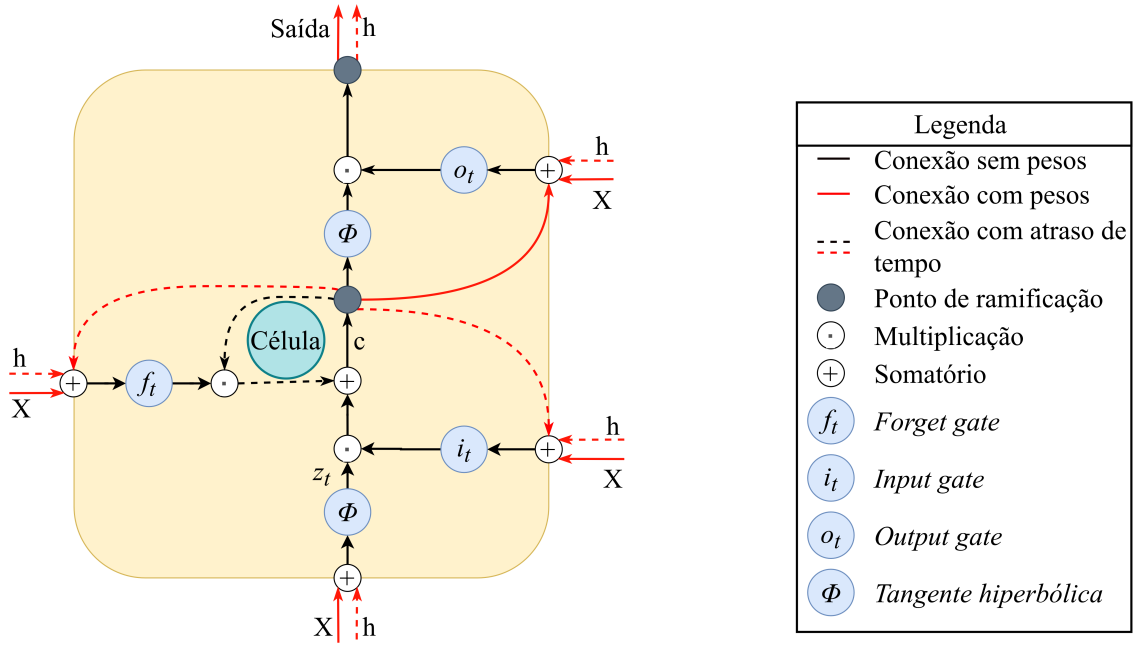 Saída
h
h
X
o_t
Φ
Célula
c
h
X
f_t
h
X
i_t
z_t
Φ
X
h
Legenda
Conexão sem pesos
Conexão com pesos
Conexão com atraso de
tempo
Ponto de ramificação
Multiplicação
Somatório
f_t Forget gate
i_t Input gate
o_t Output gate
Φ Tangente hiperbólica